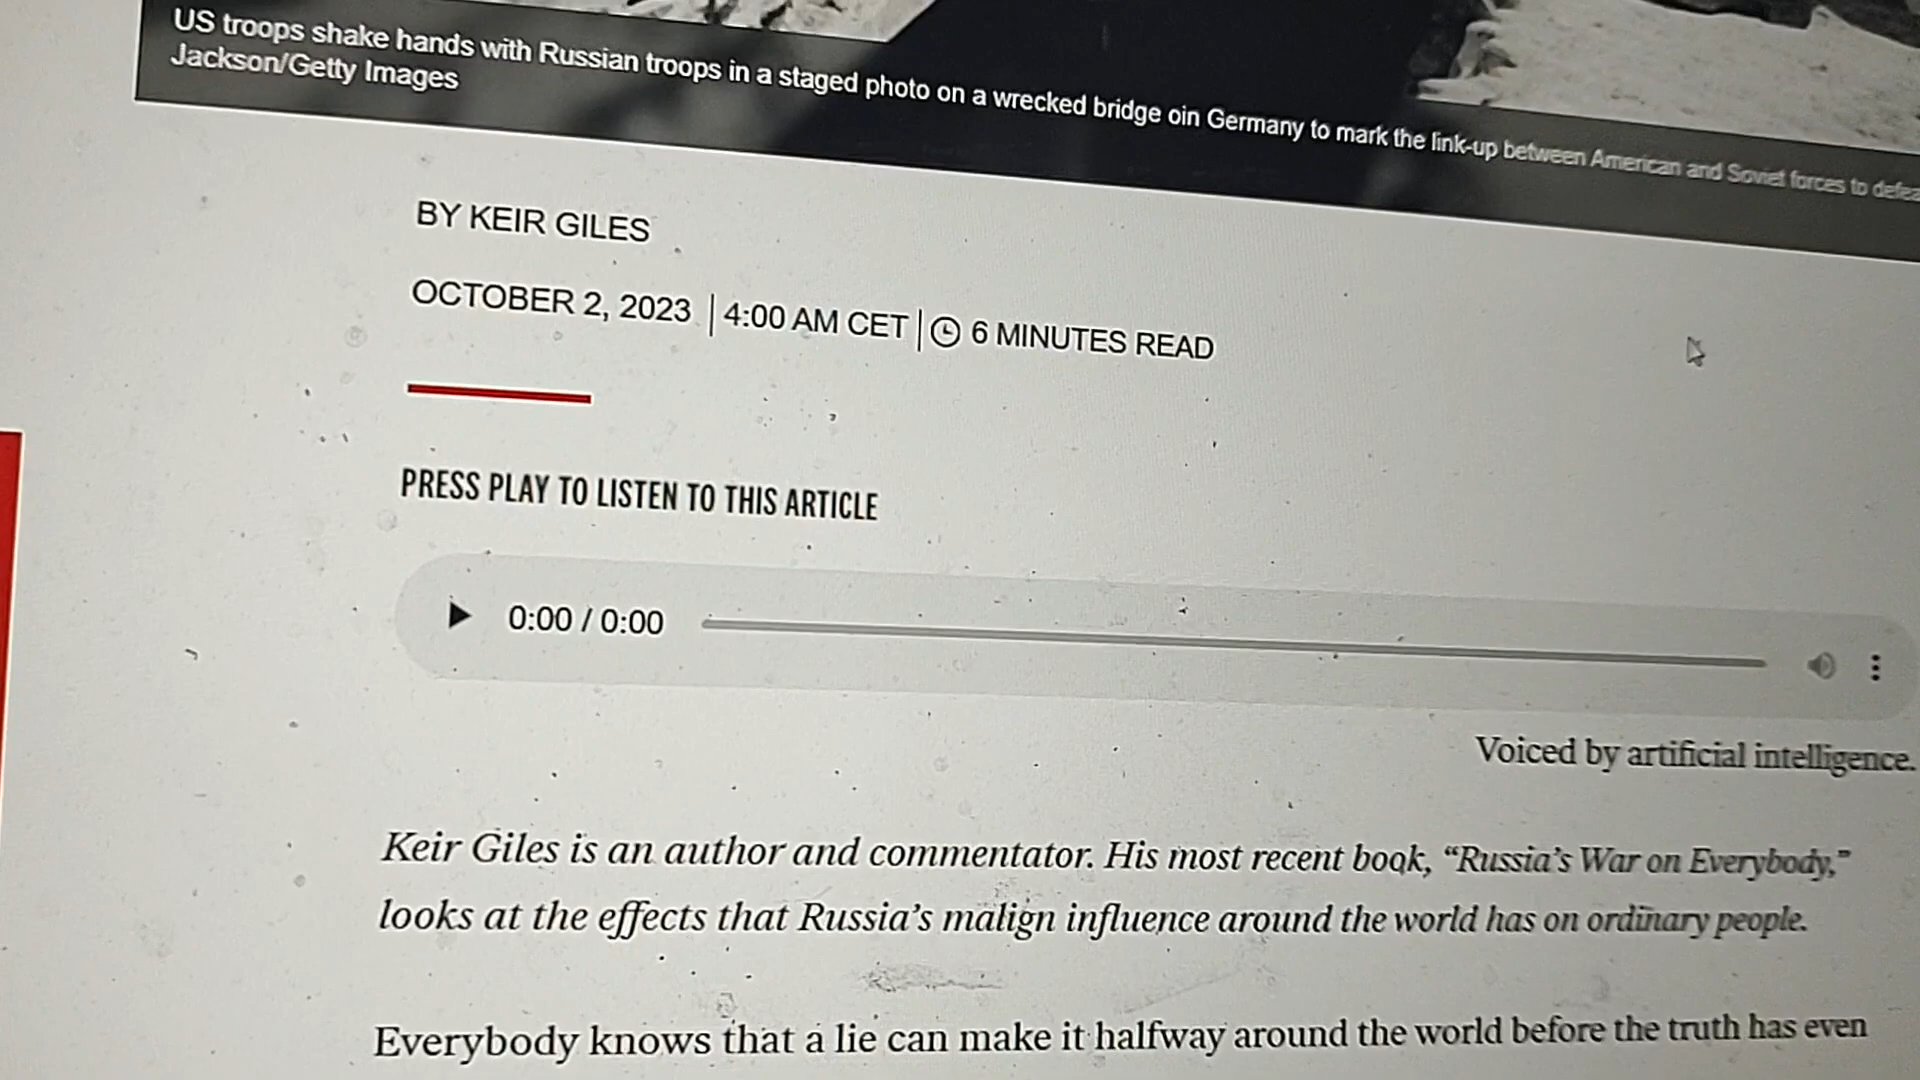 US troops shake hands with Russian troops in a staged photo on a wrecked bridge oin Germany to mark the link-up between American and Soviet forces to
Jackson/Getty Images
BY KEIR GILES
OCTOBER 2, 2023 | 4:00 AM CET | 6 MINUTES READ
PRESS PLAY TO LISTEN TO THIS ARTICLE
0:00 / 0:00
Voiced by artificial intelligence.
Keir Giles is an author and commentator. His most recent book, “Russia’s War on Everybody,”
looks at the effects that Russia’s malign influence around the world has on ordinary people.
Everybody knows that a lie can make it halfway around the world before the truth has even